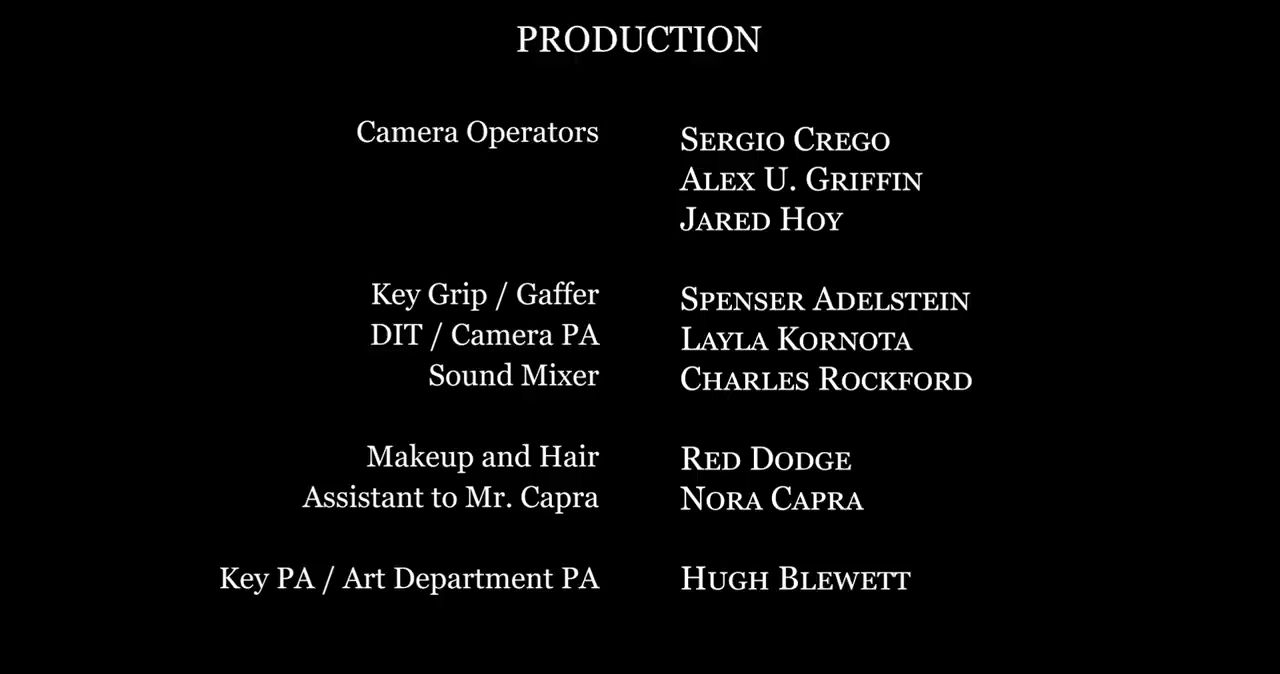 PRODUCTION
Camera Operators SERGIO CREGO
ALEX U. GRIFFIN
JARED HOY
Key Grip / Gaffer SPENSER ADELSTEIN
DIT / Camera PA LAYLA KORNOTA
Sound Mixer CHARLES ROCKFORD
Makeup and Hair RED DODGE
Assistant to Mr. Capra NORA CAPRA
Key PA / Art Department PA HUGH BLEWETT